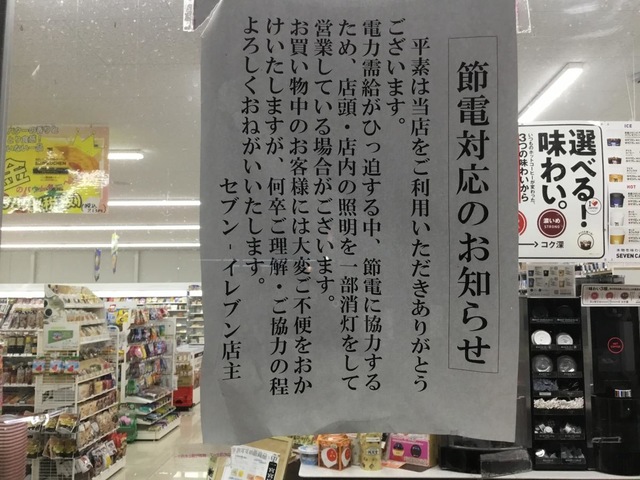 節電対応のお知らせ
平素は当店をご利用いただきありがとう
ございます。
電力需給がひっ迫する中、節電に協力する
ため、店頭・店内の照明を一部消灯をして
営業している場合がございます。
お買い物中のお客様には大変ご不便をおか
けいたしますが、何卒ご理解・ご協力の程
よろしくおねがいいたします。
セブン-イレブン店主
選べる!
味わい。
3つの味わいから
濃いめ
STRONG
コク深
ICE
HOT
SEVEN CA